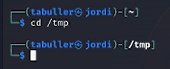 ┌──(tabuller㉿jordi)-[~]
└─$ cd /tmp
┌──(tabuller㉿jordi)-[/tmp]
└─$